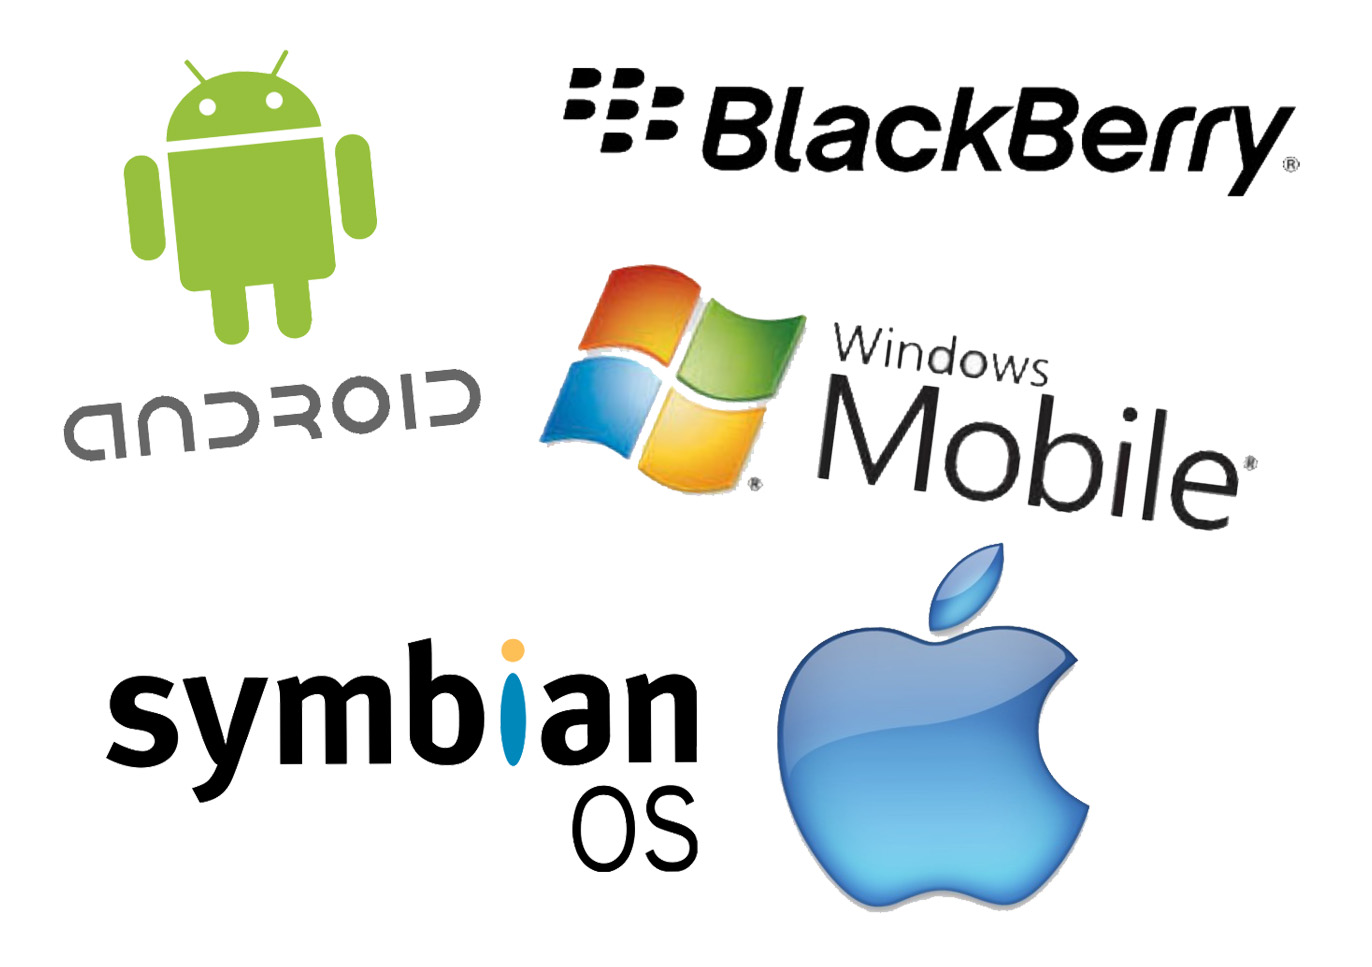 ANDROID
BlackBerry®
Windows
Mobile®
®
symbian
OS